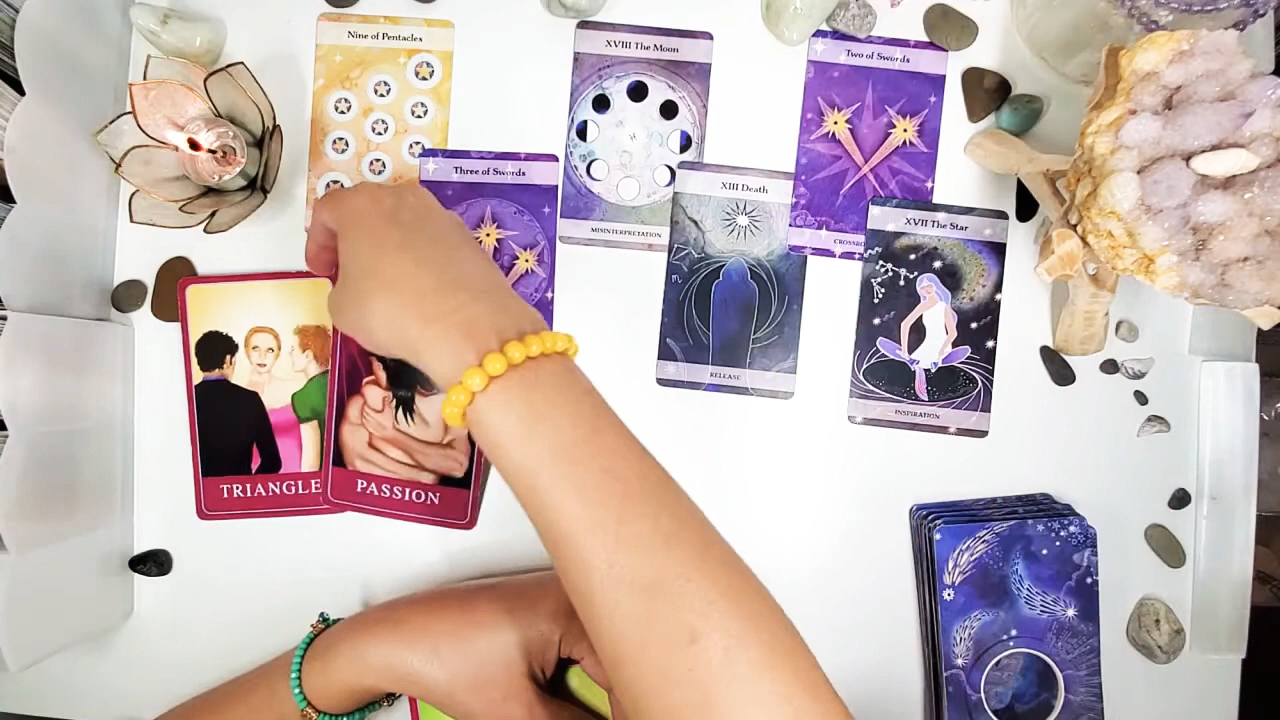 Nine of Pentacles
Three of Swords
TRIANGLE
PASSION
XVIII The Moon
MISINTERPRETATION
XIII Death
RELEASE
Two of Swords
XVII The Star
INSPIRATION